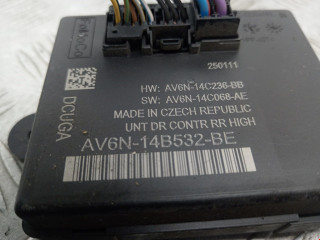 250111
HW: AV6N-14C236-BB
SW: AV6N-14C068-AE
MADE IN CZECH REPUBLIC
UNT DR CONTR RR HIGH
DCUGA
AV6N-14B532-BE